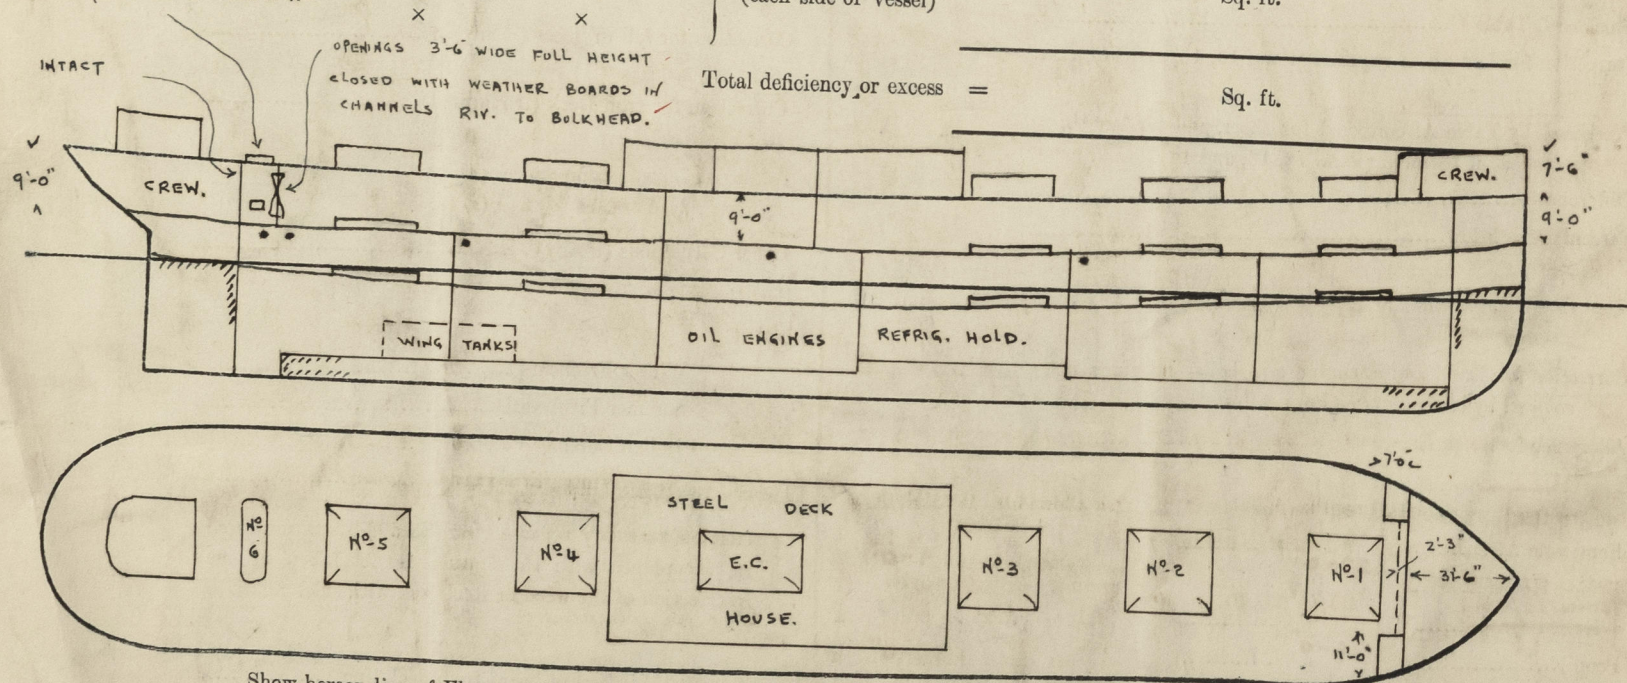 (each side of Vessel)
Sq. ft.
× ×
OPENINGS 3'-6" WIDE FULL HEIGHT
CLOSED WITH WEATHER BOARDS IN
CHANNELS RIV. TO BULKHEAD.
INTACT
Total deficiency or excess =
Sq. ft.
9'-0"
CREW.
9'-0"
CREW.
7'-6"
9'-0"
WING TANKS
OIL ENGINES
REFRIG. HOLD.
7'0"
STEEL DECK
Nº 6
Nº-5
Nº-4
E.C.
Nº-3
Nº-2
Nº-1
2'-3"
31'-6"
HOUSE.
11'-0"